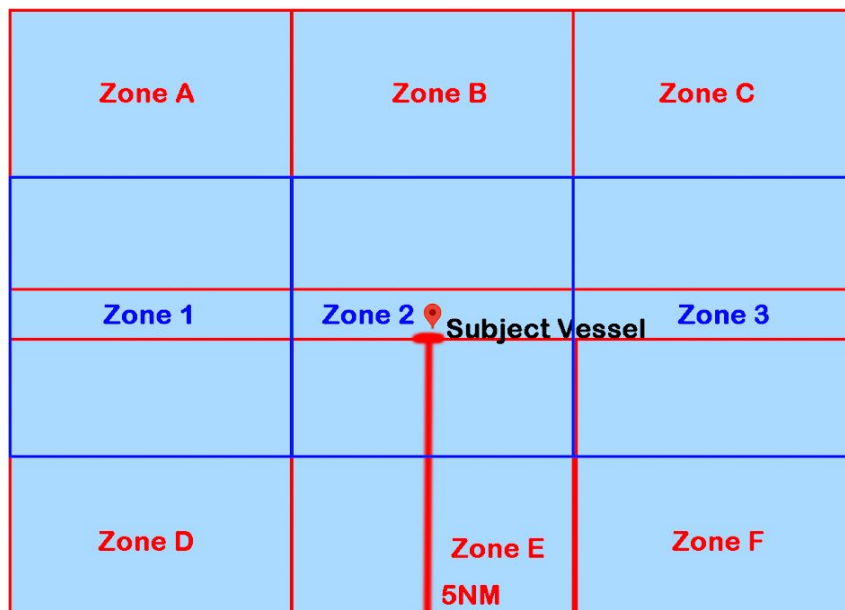 Zone A
Zone B
Zone C
Zone 1
Zone 2
Zone 3
Subject Vessel
Zone D
Zone E
Zone F
5NM